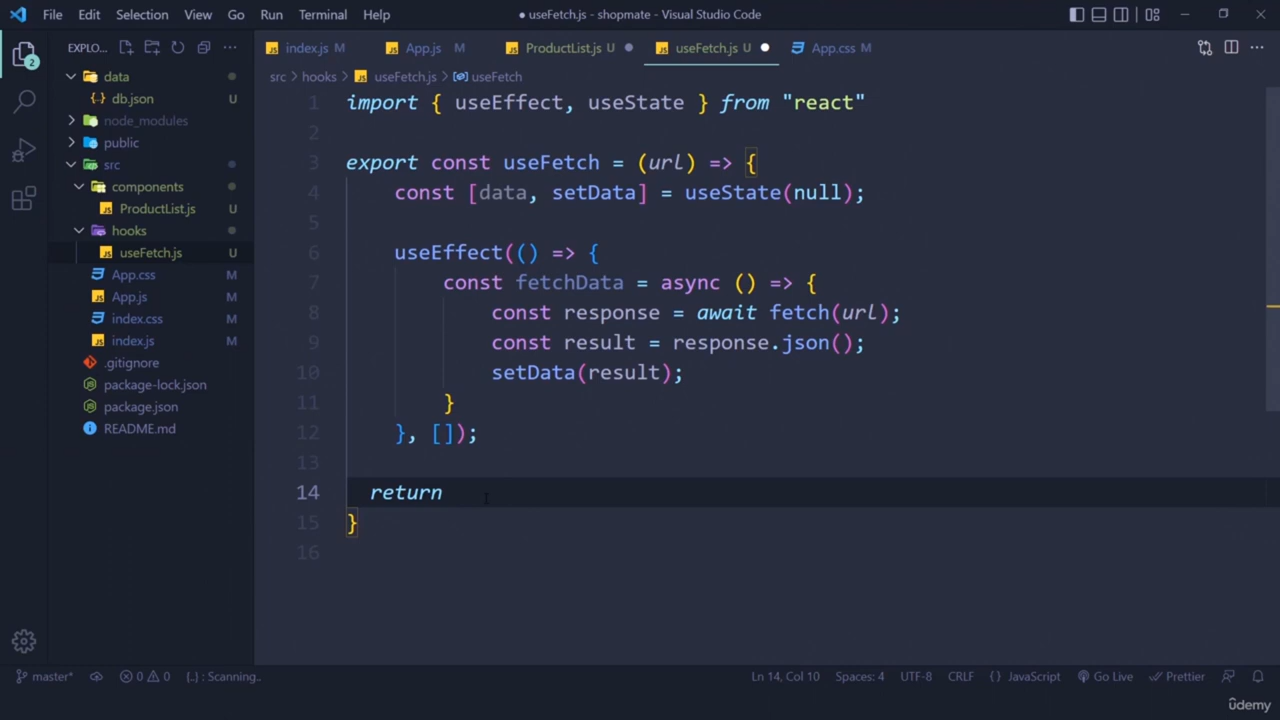 File Edit Selection View Go Run Terminal Help
● useFetch.js - shopmate - Visual Studio Code
2
EXPLO...
index.js M
App.js M
ProductList.js U
useFetch.js U
App.css M
src > hooks > useFetch.js > useFetch
data
db.json U
node_modules
public
src
components
ProductList.js U
hooks
useFetch.js U
App.css M
App.js M
index.css M
index.js M
.gitignore
package-lock.json
package.json
README.md
1 import { useEffect, useState } from "react"
2
3 export const useFetch = (url) => {
4 const [data, setData] = useState(null);
5
6 useEffect(() => {
7 const fetchData = async () => {
8 const response = await fetch(url);
9 const result = response.json();
10 setData(result);
11 }
12 }, []);
13
14 return
15 }
16
master* 0 0 {..} : Scanning.. Ln 14, Col 10 Spaces: 4 UTF-8 CRLF { } JavaScript Go Live Prettier
ûdemy